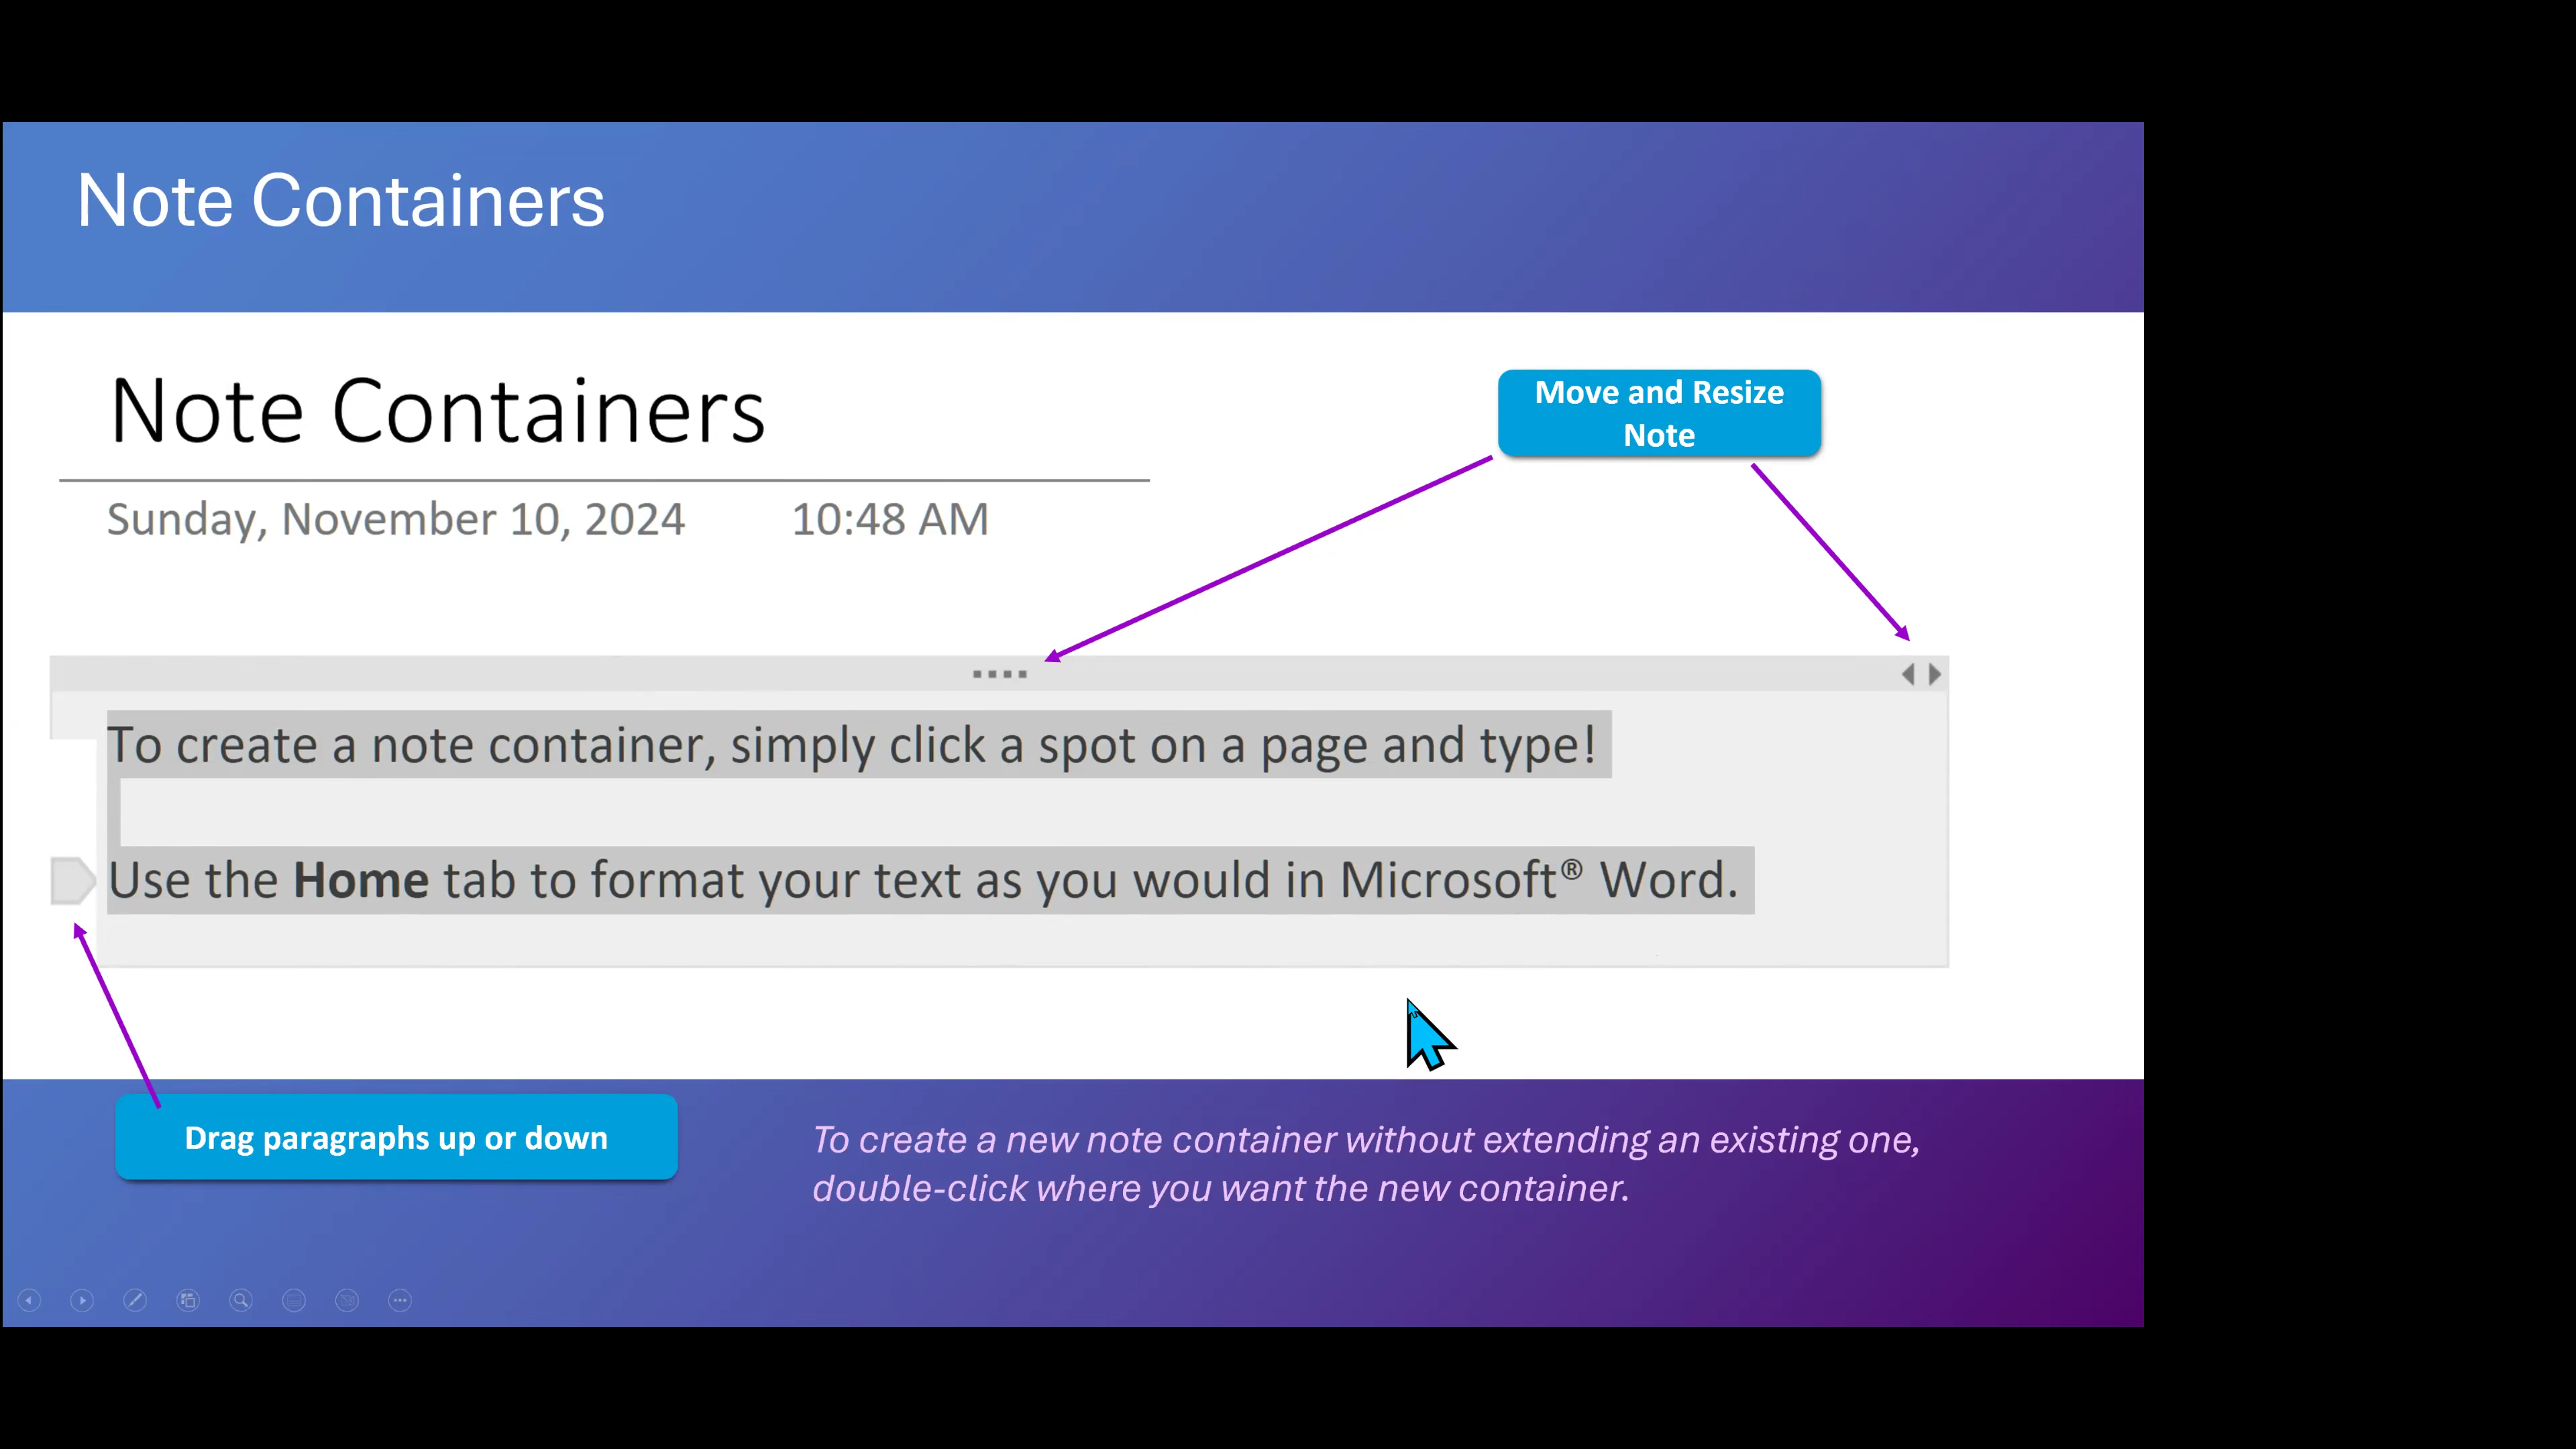 Note Containers
Note Containers
Move and Resize
Note
Sunday, November 10, 2024 10:48 AM
To create a note container, simply click a spot on a page and type!
Use the Home tab to format your text as you would in Microsoft® Word.
Drag paragraphs up or down
To create a new note container without extending an existing one,
double-click where you want the new container.